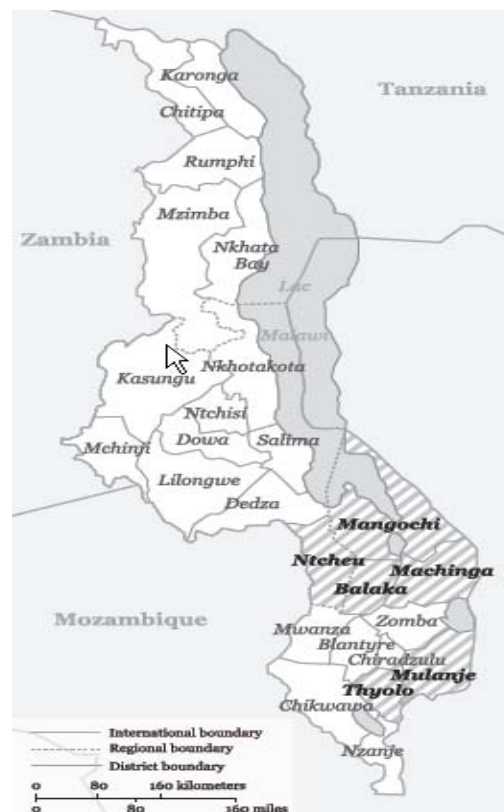 Karonga
Tanzania
Chitipa
Rumphi
Mzimba
Zambia
Nkhata
Bay
Lac
Malawi
Nkhotakota
Kasungu
Ntchisi
Mchinji
Dowa
Salima
Lilongwe
Dedza
Mangochi
Ntcheu
Machinga
Balaka
Mozambique
Zomba
Mwanza
Blantyre
Chiradzulu
Mulanje
Thyolo
Chikwawa
Nzanje
International boundary
Regional boundary
District boundary
0 80 160 kilometers
0 80 160 miles